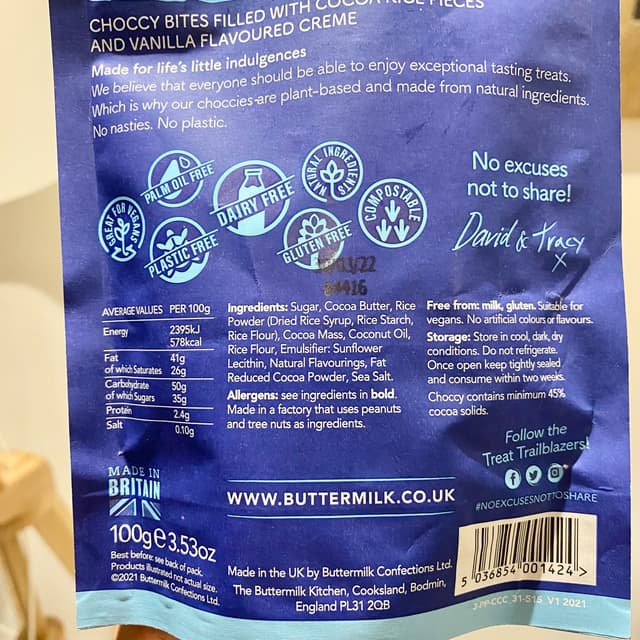 CHOCCY BITES FILLED WITH COCOA RICE PIECES
AND VANILLA FLAVOURED CREME
Made for life's little indulgences
We believe that everyone should be able to enjoy exceptional tasting treats.
Which is why our choccies are plant-based and made from natural ingredients.
No nasties. No plastic.
GREAT FOR VEGANS
PALM OIL FREE
PLASTIC FREE
DAIRY FREE
NATURAL INGREDIENTS
GLUTEN FREE
COMPOSTABLE
No excuses
not to share!
David & Tracy
x
/03/22
4416
AVERAGE VALUES PER 100g
Energy 2395kJ
578kcal
Fat 41g
of which Saturates 26g
Carbohydrate 50g
of which Sugars 35g
Protein 2.4g
Salt 0.10g
Ingredients: Sugar, Cocoa Butter, Rice
Powder (Dried Rice Syrup, Rice Starch,
Rice Flour), Cocoa Mass, Coconut Oil,
Rice Flour, Emulsifier: Sunflower
Lecithin, Natural Flavourings, Fat
Reduced Cocoa Powder, Sea Salt.
Allergens: see ingredients in bold.
Made in a factory that uses peanuts
and tree nuts as ingredients.
Free from: milk, gluten. Suitable for
vegans. No artificial colours or flavours.
Storage: Store in cool, dark, dry
conditions. Do not refrigerate.
Once open keep tightly sealed
and consume within two weeks.
Choccy contains minimum 45%
cocoa solids.
Follow the
Treat Trailblazers!
#NOEXCUSESNOTTOSHARE
MADE IN
BRITAIN
WWW.BUTTERMILK.CO.UK
100g e 3.53oz
Best before: see back of pack.
Products illustrated not actual size.
©2021 Buttermilk Confections Ltd.
Made in the UK by Buttermilk Confections Ltd.
The Buttermilk Kitchen, Cooksland, Bodmin,
England PL31 2QB
5 036854 001424 >
3-PP-CCC 31-515 V1 2021